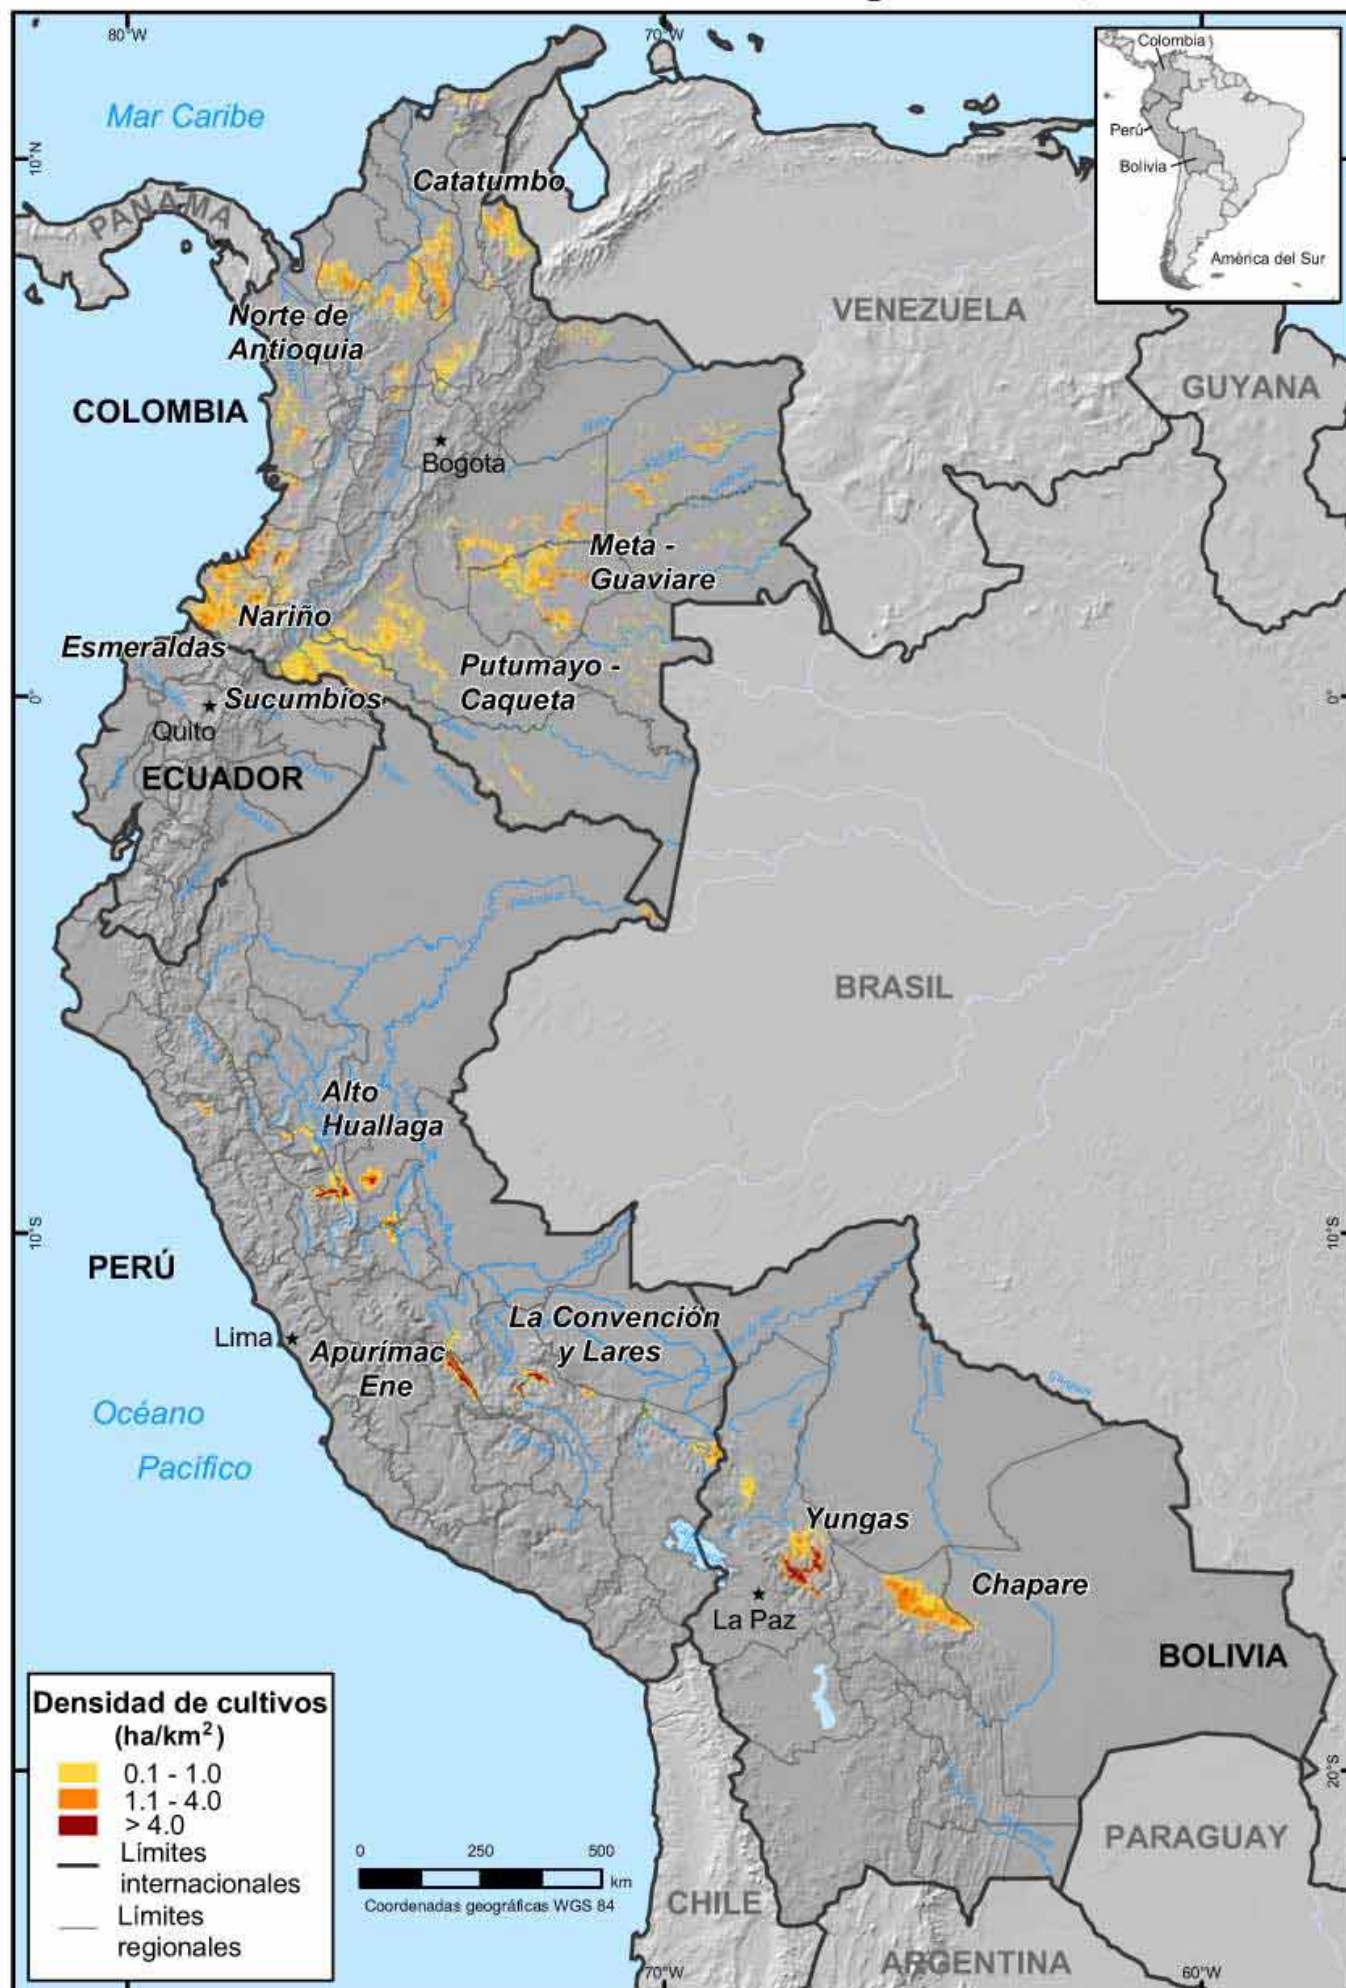 80°W
70°W
Colombia
Perú
Bolivia
América del Sur
Mar Caribe
10°N
PANAMA
Catatumbo
VENEZUELA
Norte de
Antioquia
GUYANA
COLOMBIA
Bogota
Meta -
Guaviare
Nariño
Esmeraldas
Putumayo -
Caqueta
Sucumbíos
0°
0°
Quito
ECUADOR
BRASIL
Alto
Huallaga
10°S
10°S
PERÚ
La Convención
y Lares
Lima
Apurímac
Ene
Océano
Pacífico
Yungas
Chapare
La Paz
BOLIVIA
Densidad de cultivos
(ha/km²)
0.1 - 1.0
1.1 - 4.0
> 4.0
Límites
internacionales
Límites
regionales
0 250 500
km
Coordenadas geográficas WGS 84
20°S
PARAGUAY
CHILE
ARGENTINA
70°W
60°W